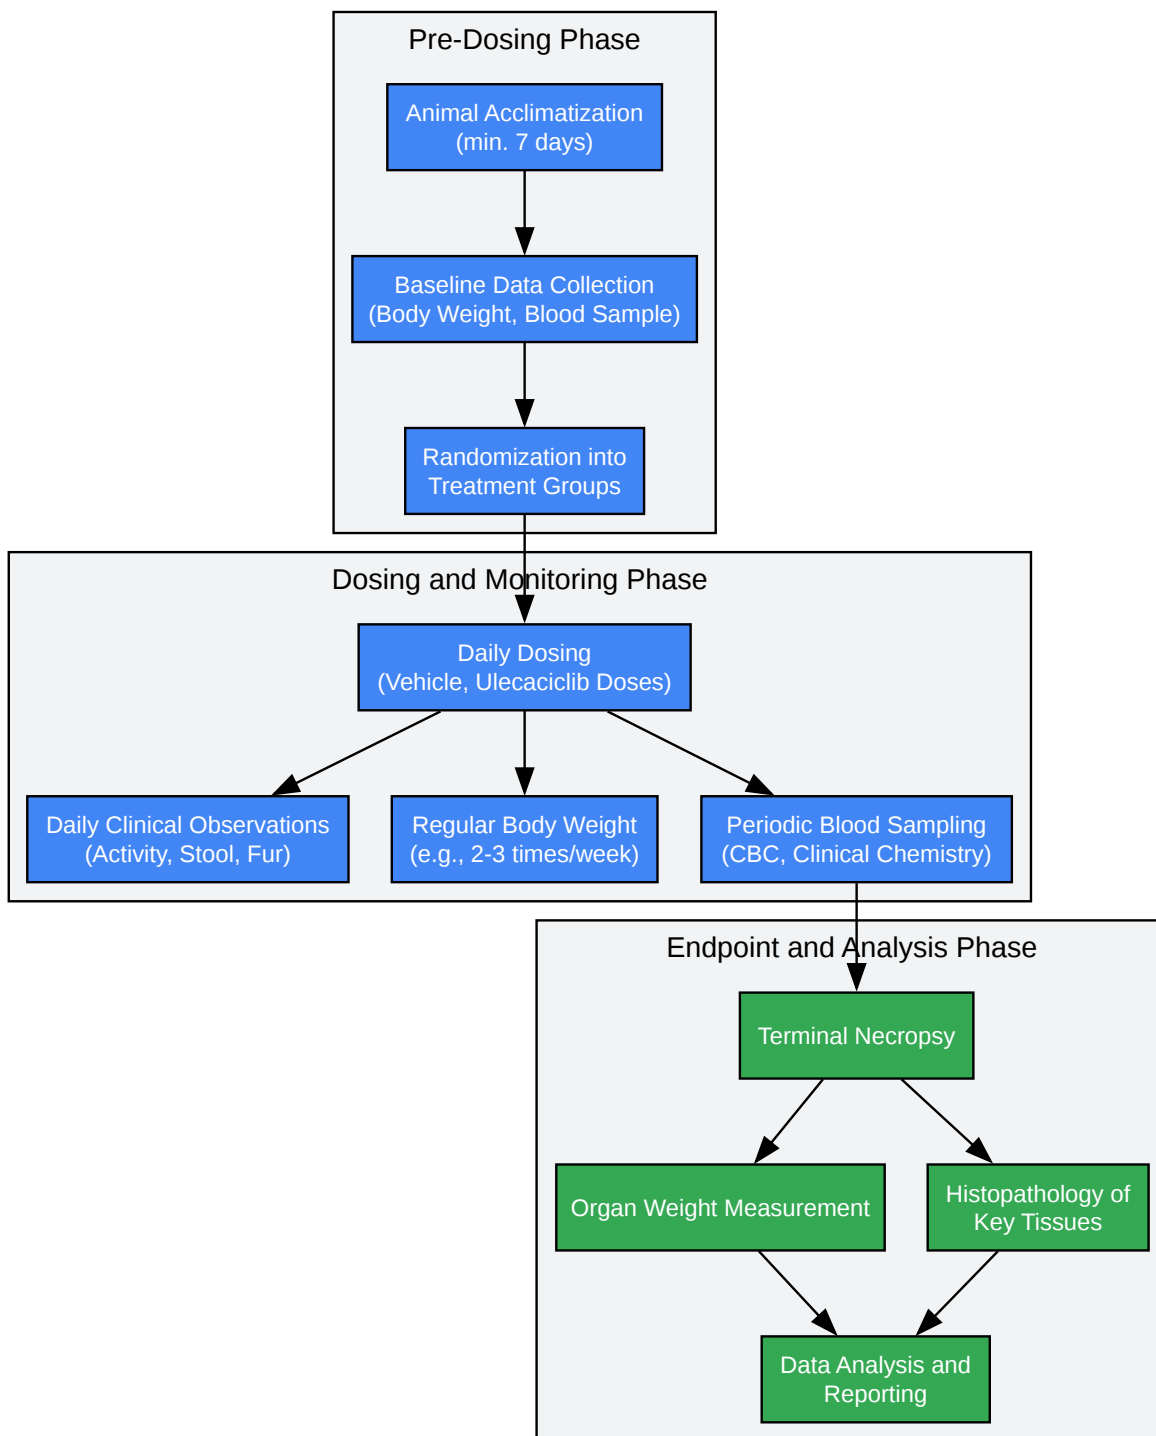 Pre-Dosing Phase
Animal Acclimatization
(min. 7 days)
Baseline Data Collection
(Body Weight, Blood Sample)
Randomization into
Treatment Groups
Dosing and Monitoring Phase
Daily Dosing
(Vehicle, Ulecaciclib Doses)
Daily Clinical Observations
(Activity, Stool, Fur)
Regular Body Weight
(e.g., 2-3 times/week)
Periodic Blood Sampling
(CBC, Clinical Chemistry)
Endpoint and Analysis Phase
Terminal Necropsy
Organ Weight Measurement
Histopathology of
Key Tissues
Data Analysis and
Reporting